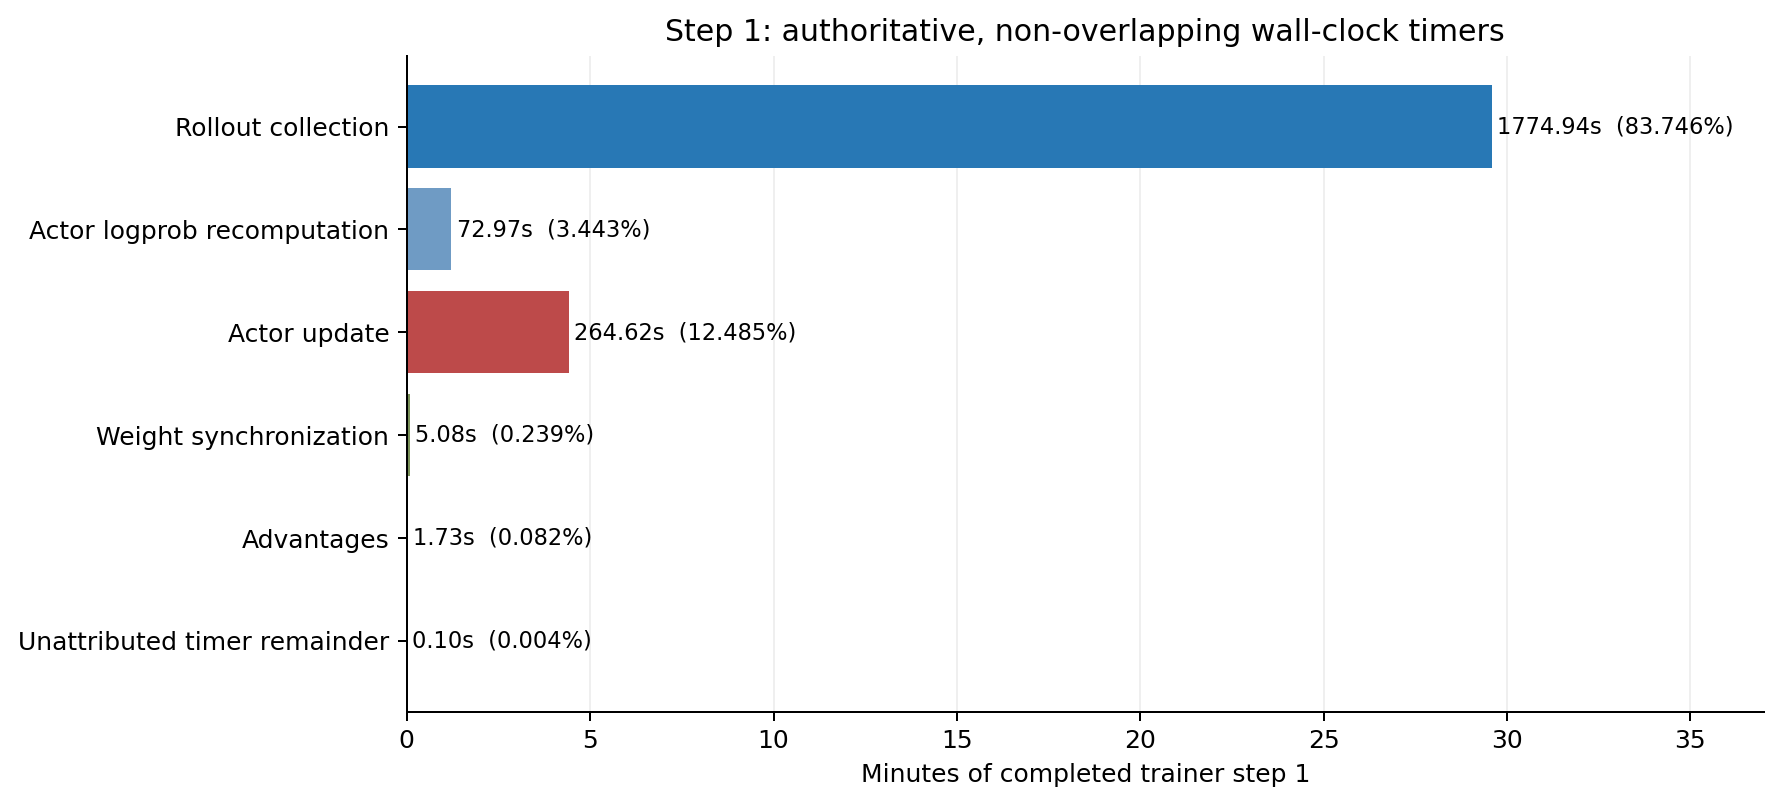 Step 1: authoritative, non-overlapping wall-clock timers
Rollout collection
1774.94s  (83.746%)
Actor logprob recomputation
72.97s  (3.443%)
Actor update
264.62s  (12.485%)
Weight synchronization
5.08s  (0.239%)
Advantages
1.73s  (0.082%)
Unattributed timer remainder
0.10s  (0.004%)
0 5 10 15 20 25 30 35
Minutes of completed trainer step 1